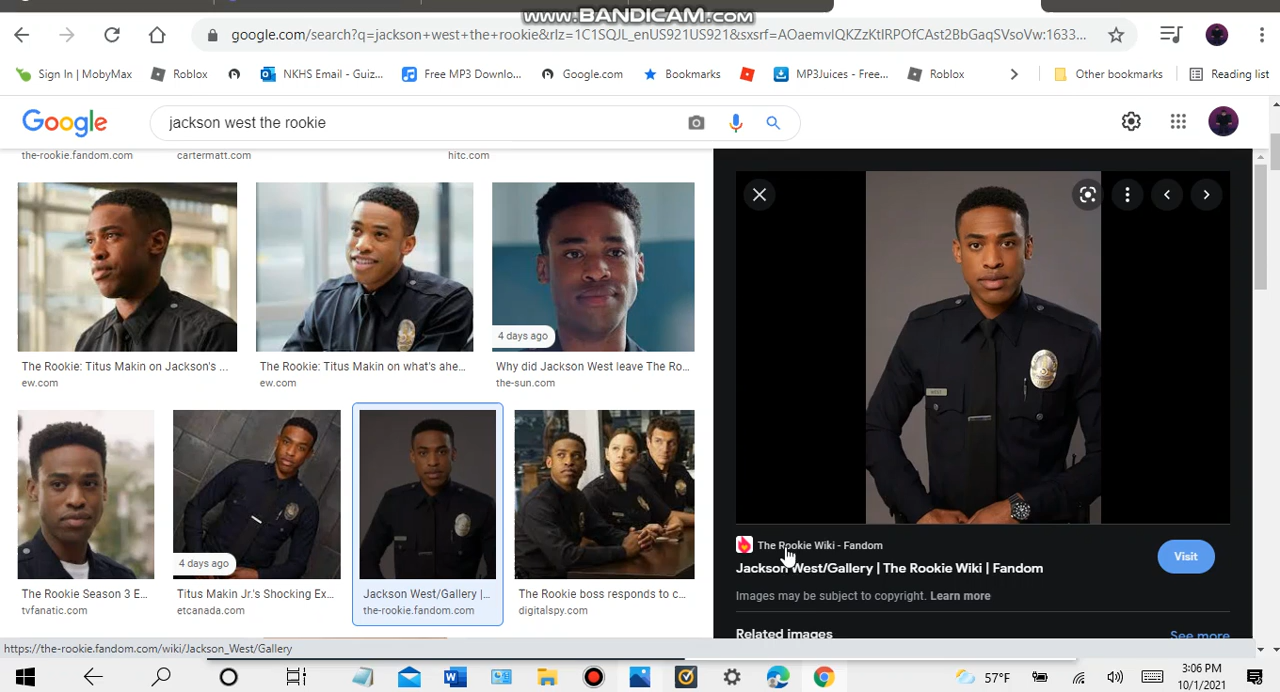 www.BANDICAM.com
google.com/search?q=jackson+west+the+rookie&rlz=1C1SQJL_enUS921US921&sxsrf=AOaemvIQKZzKtlRPOfCAst2BbGaqSVsoVw:1633...
Sign In | MobyMax
Roblox
NKHS Email - Guiz...
Free MP3 Downlo...
Google.com
Bookmarks
MP3Juices - Free...
Roblox
Other bookmarks
Reading list
Google
jackson west the rookie
the-rookie.fandom.com
cartermatt.com
hitc.com
4 days ago
The Rookie: Titus Makin on Jackson's ...
ew.com
The Rookie: Titus Makin on what's ahe...
ew.com
Why did Jackson West leave The Ro...
the-sun.com
4 days ago
The Rookie Season 3 E...
tvfanatic.com
Titus Makin Jr.'s Shocking Ex...
etcanada.com
Jackson West/Gallery |...
the-rookie.fandom.com
The Rookie boss responds to c...
digitalspy.com
WEST
The Rookie Wiki - Fandom
Jackson West/Gallery | The Rookie Wiki | Fandom
Visit
Images may be subject to copyright. Learn more
Related images
See more
https://the-rookie.fandom.com/wiki/Jackson_West/Gallery
57°F
3:06 PM
10/1/2021